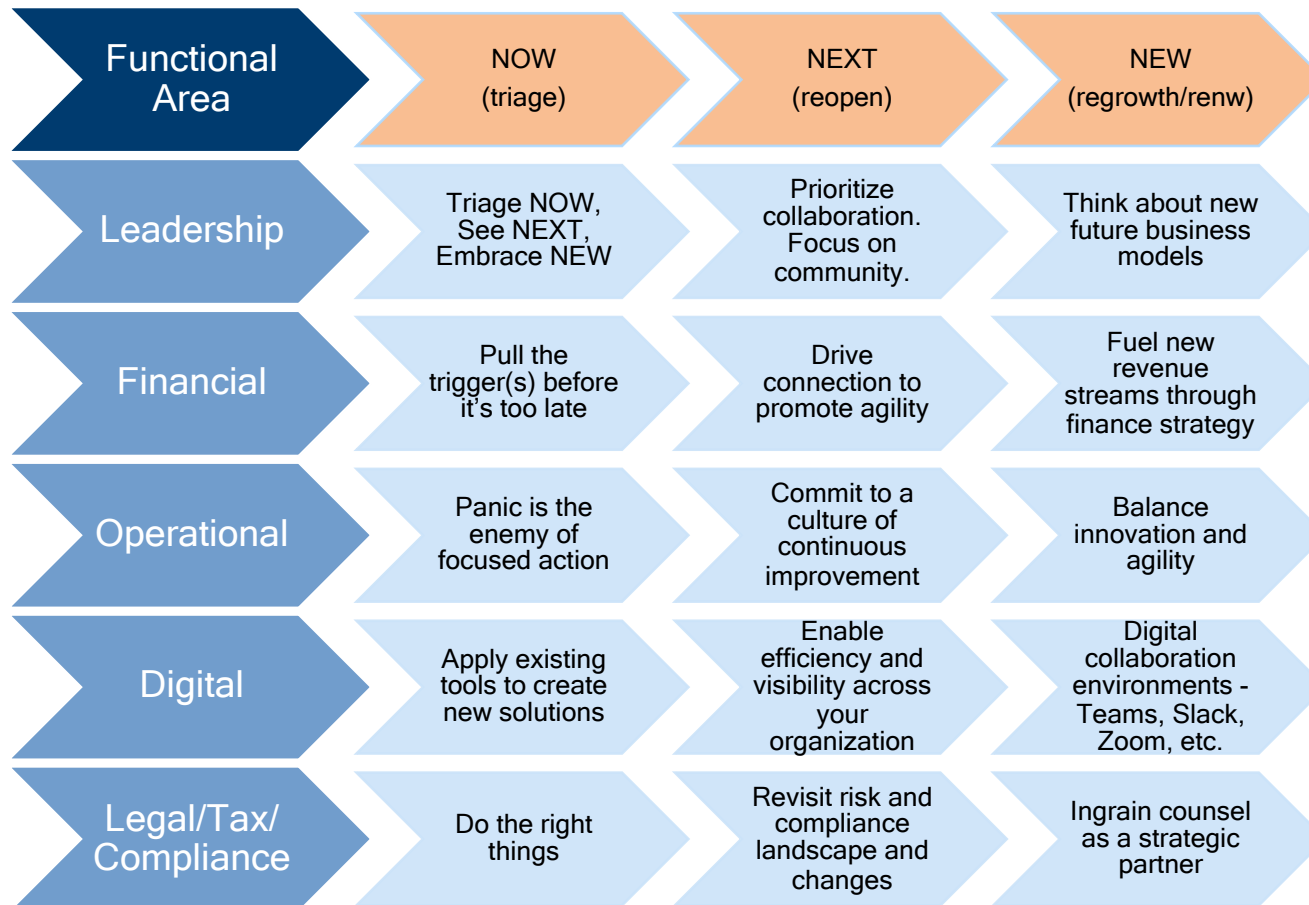 Functional
Area
NOW
(triage)
NEXT
(reopen)
NEW
(regrowth/renw)
Leadership
Triage NOW,
See NEXT,
Embrace NEW
Prioritize
collaboration.
Focus on
community.
Think about new
future business
models
Financial
Pull the
trigger(s) before
it's too late
Drive
connection to
promote agility
Fuel new
revenue
streams through
finance strategy
Operational
Panic is the
enemy of
focused action
Commit to a
culture of
continuous
improvement
Balance
innovation and
agility
Digital
Apply existing
tools to create
new solutions
Enable
efficiency and
visibility across
your
organization
Digital
collaboration
environments -
Teams, Slack,
Zoom, etc.
Legal/Tax/
Compliance
Do the right
things
Revisit risk and
compliance
landscape and
changes
Ingrain counsel
as a strategic
partner